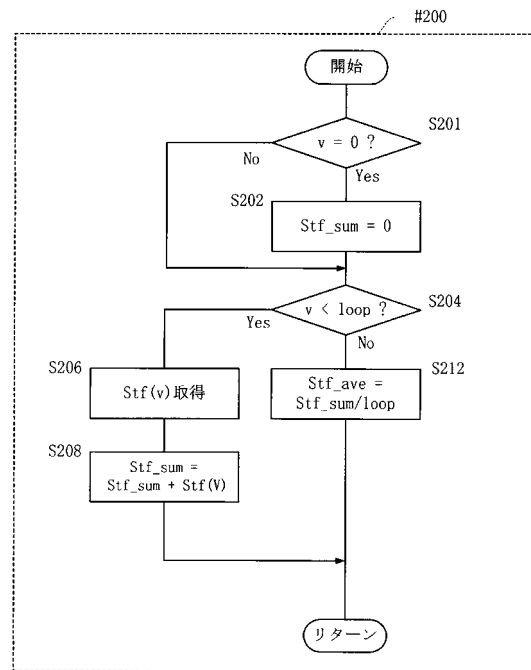 #200
開始
S201
v = 0 ?
No
Yes
S202
Stf_sum = 0
S204
v < loop ?
Yes
No
S206
Stf(v)取得
S212
Stf_ave =
Stf_sum/loop
S208
Stf_sum =
Stf_sum + Stf(V)
リターン